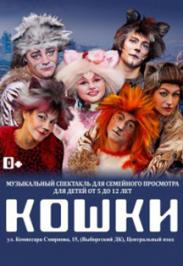 0+
МУЗЫКАЛЬНЫЙ СПЕКТАКЛЬ ДЛЯ СЕМЕЙНОГО ПРОСМОТРА
ДЛЯ ДЕТЕЙ ОТ 5 ДО 12 ЛЕТ
КОШКИ
ул. Комиссара Смирнова, 15, (Выборгский ДК), Центральный вход